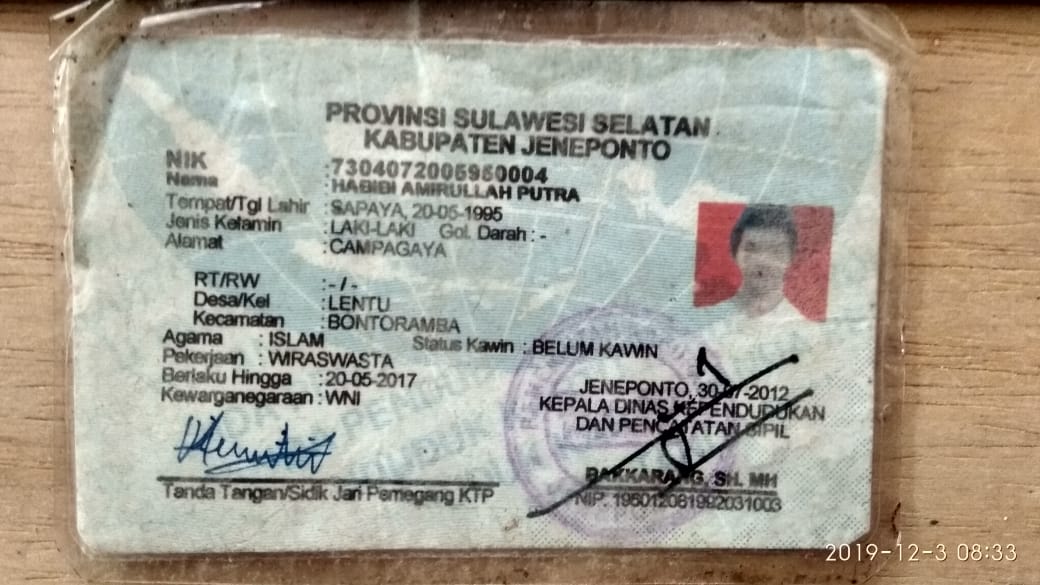 PROVINSI SULAWESI SELATAN
KABUPATEN JENEPONTO
NIK : 7304072005950004
Nama : HABIBI AMIRULLAH PUTRA
Tempat/Tgl Lahir : SAPAYA, 20-05-1995
Jenis Kelamin : LAKI-LAKI Gol. Darah : -
Alamat : CAMPAGAYA
RT/RW : - / -
Desa/Kel : LENTU
Kecamatan : BONTORAMBA
Agama : ISLAM Status Kawin : BELUM KAWIN
Pekerjaan : WIRASWASTA
Berlaku Hingga : 20-05-2017
Kewarganegaraan : WNI
JENEPONTO, 30-07-2012
KEPALA DINAS KEPENDUDUKAN
DAN PENCATATAN SIPIL
BAKKARANG, SH. MH
NIP. 195012081992031003
Tanda Tangan/Sidik Jari Pemegang KTP
2019-12-3 08:33